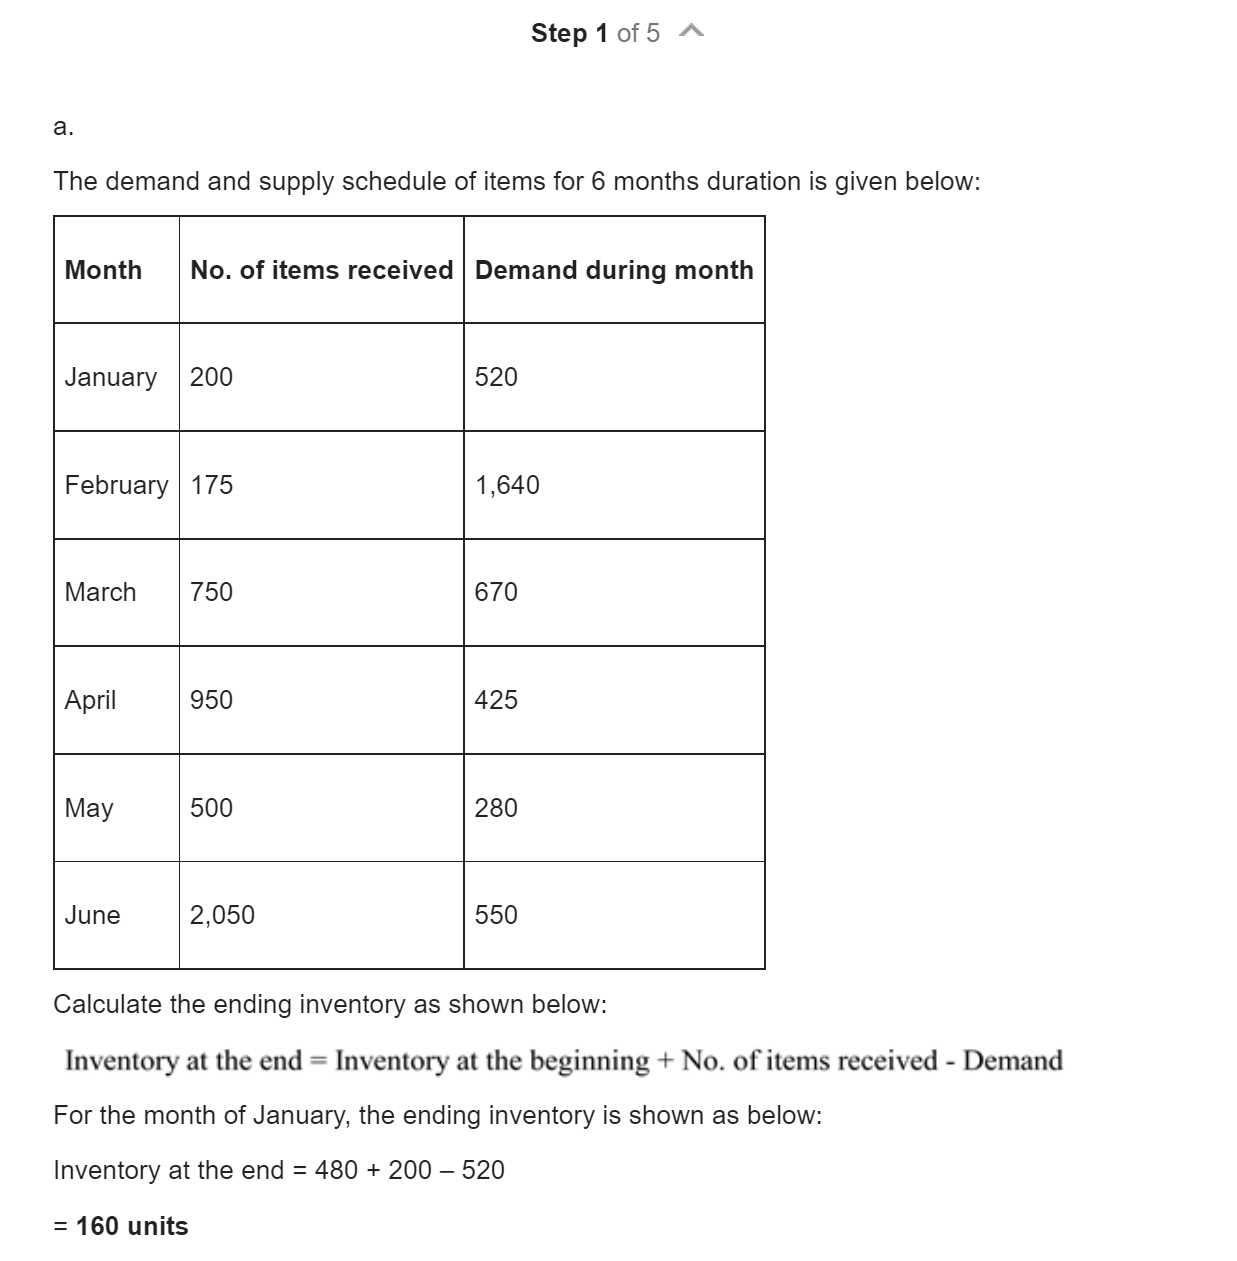 Step 1 of 5
a.
The demand and supply schedule of items for 6 months duration is given below:
Month No. of items received Demand during month
January 200 520
February 175 1,640
March 750 670
April 950 425
May 500 280
June 2,050 550
Calculate the ending inventory as shown below:
Inventory at the end = Inventory at the beginning + No. of items received - Demand
For the month of January, the ending inventory is shown as below:
Inventory at the end = 480 + 200 – 520
= 160 units